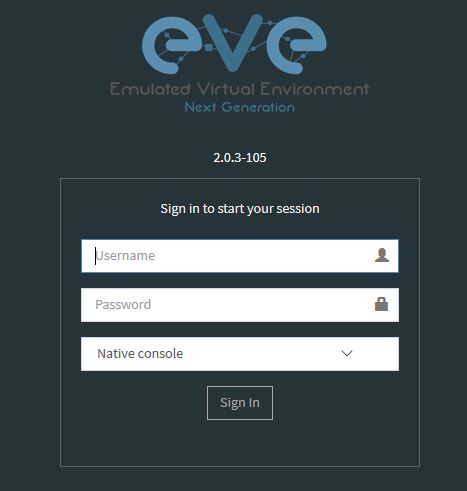 eve
Emulated Virtual Environment
Next Generation
2.0.3-105
Sign in to start your session
Username
Password
Native console
Sign In